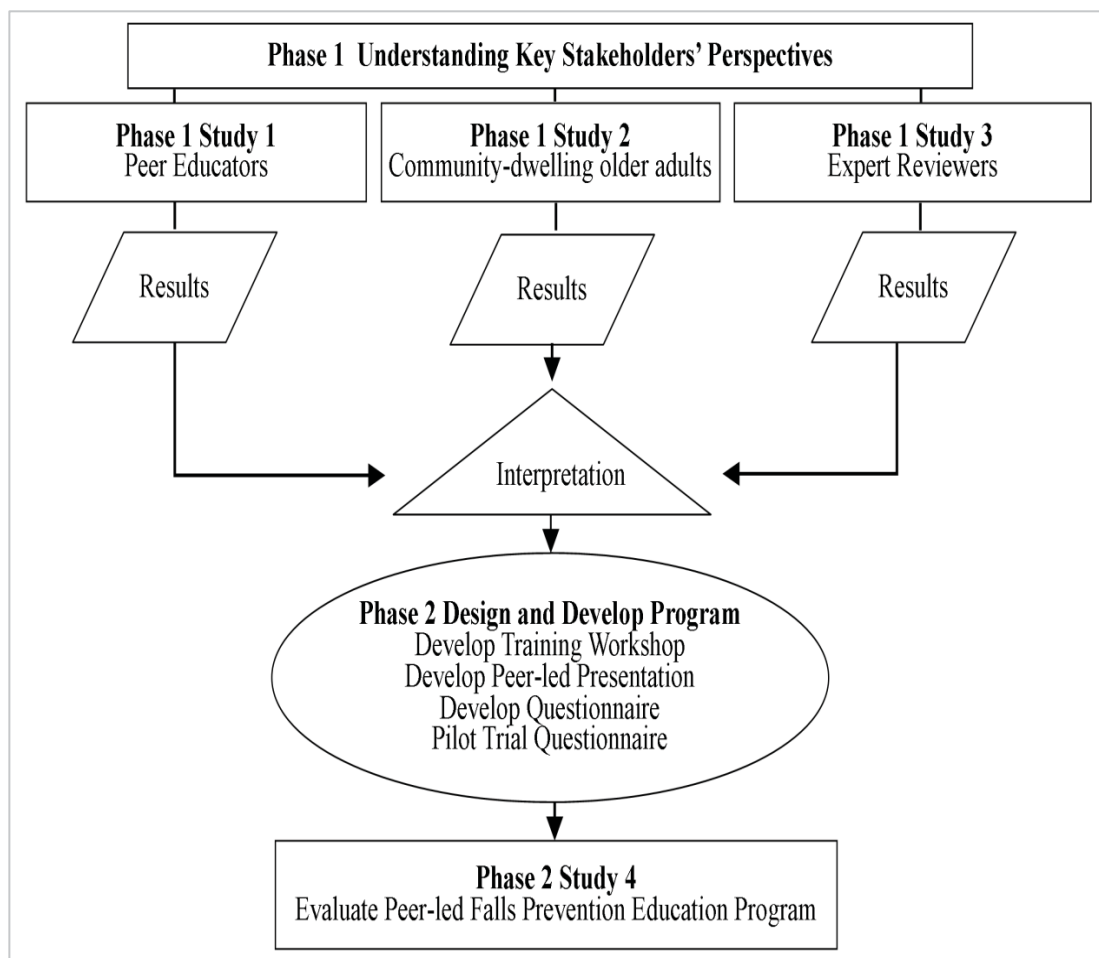 Phase 1 Understanding Key Stakeholders' Perspectives
Phase 1 Study 1
Peer Educators
Phase 1 Study 2
Community-dwelling older adults
Phase 1 Study 3
Expert Reviewers
Results
Results
Results
Interpretation
Phase 2 Design and Develop Program
Develop Training Workshop
Develop Peer-led Presentation
Develop Questionnaire
Pilot Trial Questionnaire
Phase 2 Study 4
Evaluate Peer-led Falls Prevention Education Program